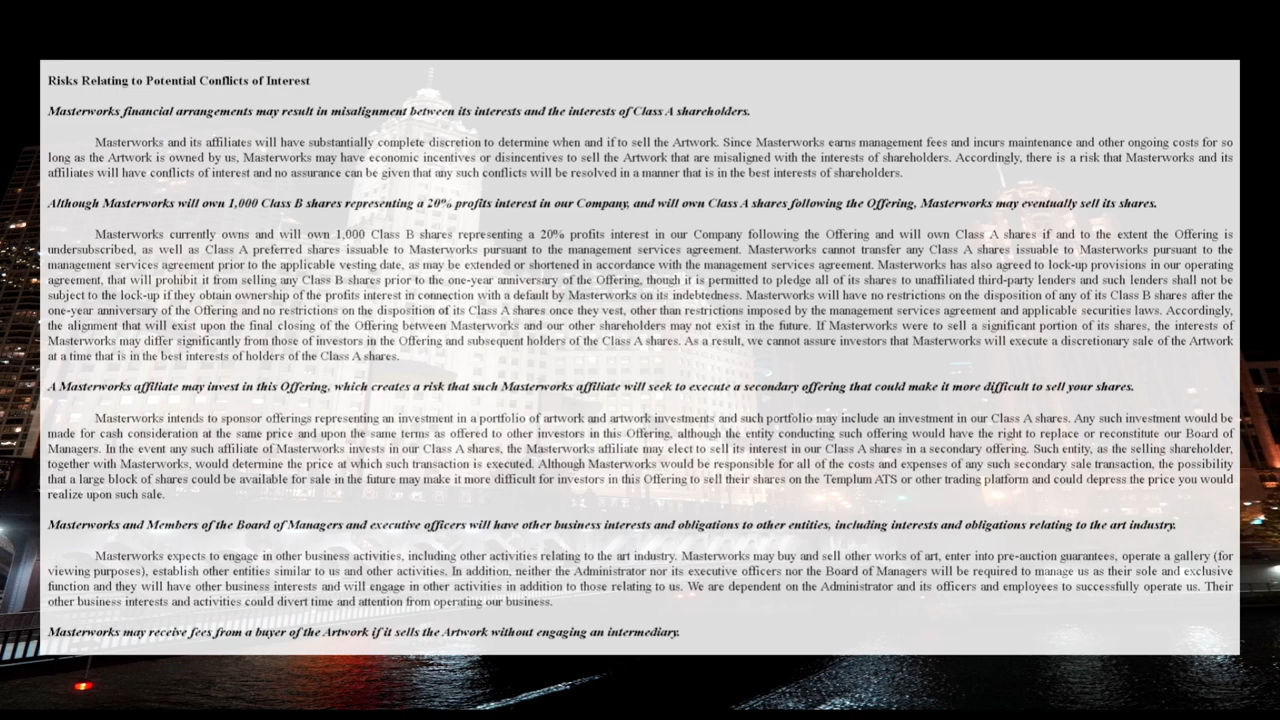 Risks Relating to Potential Conflicts of Interest
Masterworks financial arrangements may result in misalignment between its interests and the interests of Class A shareholders.
Masterworks and its affiliates will have substantially complete discretion to determine when and if to sell the Artwork. Since Masterworks earns management fees and incurs maintenance and other ongoing costs for so
long as the Artwork is owned by us, Masterworks may have economic incentives or disincentives to sell the Artwork that are misaligned with the interests of shareholders. Accordingly, there is a risk that Masterworks and its
affiliates will have conflicts of interest and no assurance can be given that any such conflicts will be resolved in a manner that is in the best interests of shareholders.
Although Masterworks will own 1,000 Class B shares representing a 20% profits interest in our Company, and will own Class A shares following the Offering, Masterworks may eventually sell its shares.
Masterworks currently owns and will own 1,000 Class B shares representing a 20% profits interest in our Company following the Offering and will own Class A shares if and to the extent the Offering is
undersubscribed, as well as Class A preferred shares issuable to Masterworks pursuant to the management services agreement. Masterworks cannot transfer any Class A shares issuable to Masterworks pursuant to the
management services agreement prior to the applicable vesting date, as may be extended or shortened in accordance with the management services agreement. Masterworks has also agreed to lock-up provisions in our operating
agreement, that will prohibit it from selling any Class B shares prior to the one-year anniversary of the Offering, though it is permitted to pledge all of its shares to unaffiliated third-party lenders and such lenders shall not be
subject to the lock-up if they obtain ownership of the profits interest in connection with a default by Masterworks on its indebtedness. Masterworks will have no restrictions on the disposition of any of its Class B shares after the
one-year anniversary of the Offering and no restrictions on the disposition of its Class A shares once they vest, other than restrictions imposed by the management services agreement and applicable securities laws. Accordingly,
the alignment that will exist upon the final closing of the Offering between Masterworks and our other shareholders may not exist in the future. If Masterworks were to sell a significant portion of its shares, the interests of
Masterworks may differ significantly from those of investors in the Offering and subsequent holders of the Class A shares. As a result, we cannot assure investors that Masterworks will execute a discretionary sale of the Artwork
at a time that is in the best interests of holders of the Class A shares.
A Masterworks affiliate may invest in this Offering, which creates a risk that such Masterworks affiliate will seek to execute a secondary offering that could make it more difficult to sell your shares.
Masterworks intends to sponsor offerings representing an investment in a portfolio of artwork and artwork investments and such portfolio may include an investment in our Class A shares. Any such investment would be
made for cash consideration at the same price and upon the same terms as offered to other investors in this Offering, although the entity conducting such offering would have the right to replace or reconstitute our Board of
Managers. In the event any such affiliate of Masterworks invests in our Class A shares, the Masterworks affiliate may elect to sell its interest in our Class A shares in a secondary offering. Such entity, as the selling shareholder,
together with Masterworks, would determine the price at which such transaction is executed. Although Masterworks would be responsible for all of the costs and expenses of any such secondary sale transaction, the possibility
that a large block of shares could be available for sale in the future may make it more difficult for investors in this Offering to sell their shares on the Templum ATS or other trading platform and could depress the price you would
realize upon such sale.
Masterworks and Members of the Board of Managers and executive officers will have other business interests and obligations to other entities, including interests and obligations relating to the art industry.
Masterworks expects to engage in other business activities, including other activities relating to the art industry. Masterworks may buy and sell other works of art, enter into pre-auction guarantees, operate a gallery (for
viewing purposes), establish other entities similar to us and other activities. In addition, neither the Administrator nor its executive officers nor the Board of Managers will be required to manage us as their sole and exclusive
function and they will have other business interests and will engage in other activities in addition to those relating to us. We are dependent on the Administrator and its officers and employees to successfully operate us. Their
other business interests and activities could divert time and attention from operating our business.
Masterworks may receive fees from a buyer of the Artwork if it sells the Artwork without engaging an intermediary.